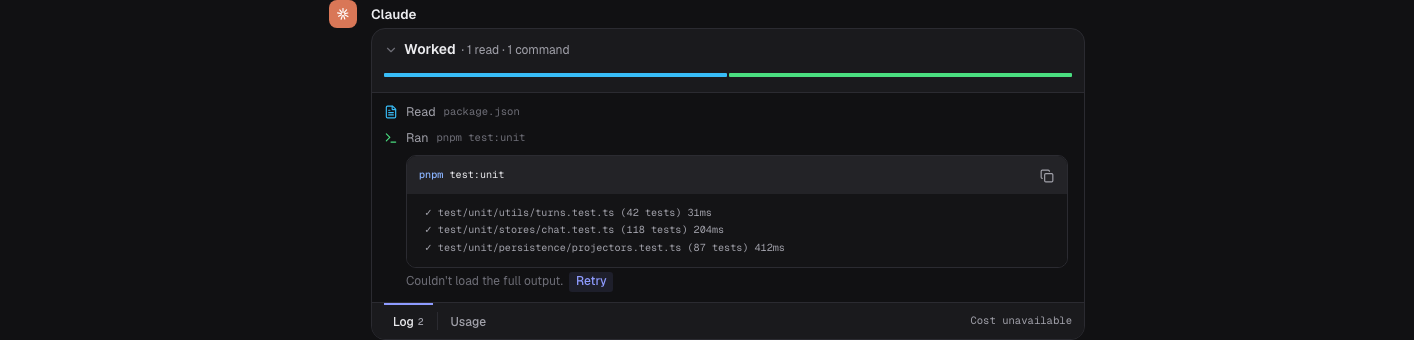 Claude
Worked · 1 read · 1 command
Read package.json
Ran pnpm test:unit
pnpm test:unit
✓ test/unit/utils/turns.test.ts (42 tests) 31ms
✓ test/unit/stores/chat.test.ts (118 tests) 204ms
✓ test/unit/persistence/projectors.test.ts (87 tests) 412ms
Couldn't load the full output. Retry
Log 2 Usage Cost unavailable